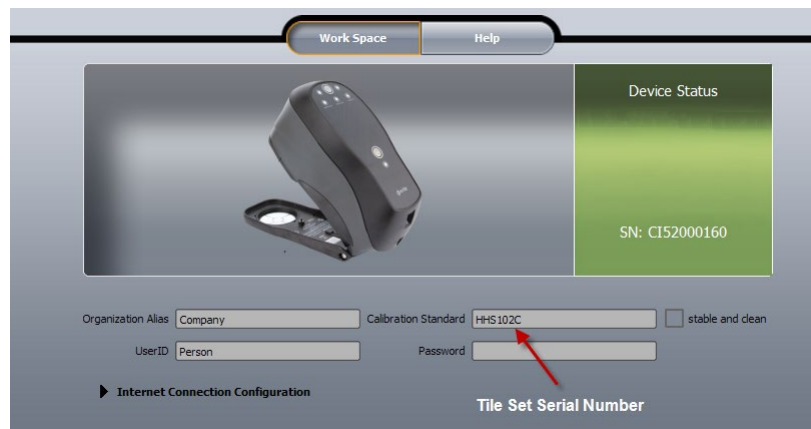 Work Space
Help
Device Status
SN: CI52000160
Organization Alias Company Calibration Standard HHS102C stable and clean
UserID Person Password
Internet Connection Configuration
Tile Set Serial Number